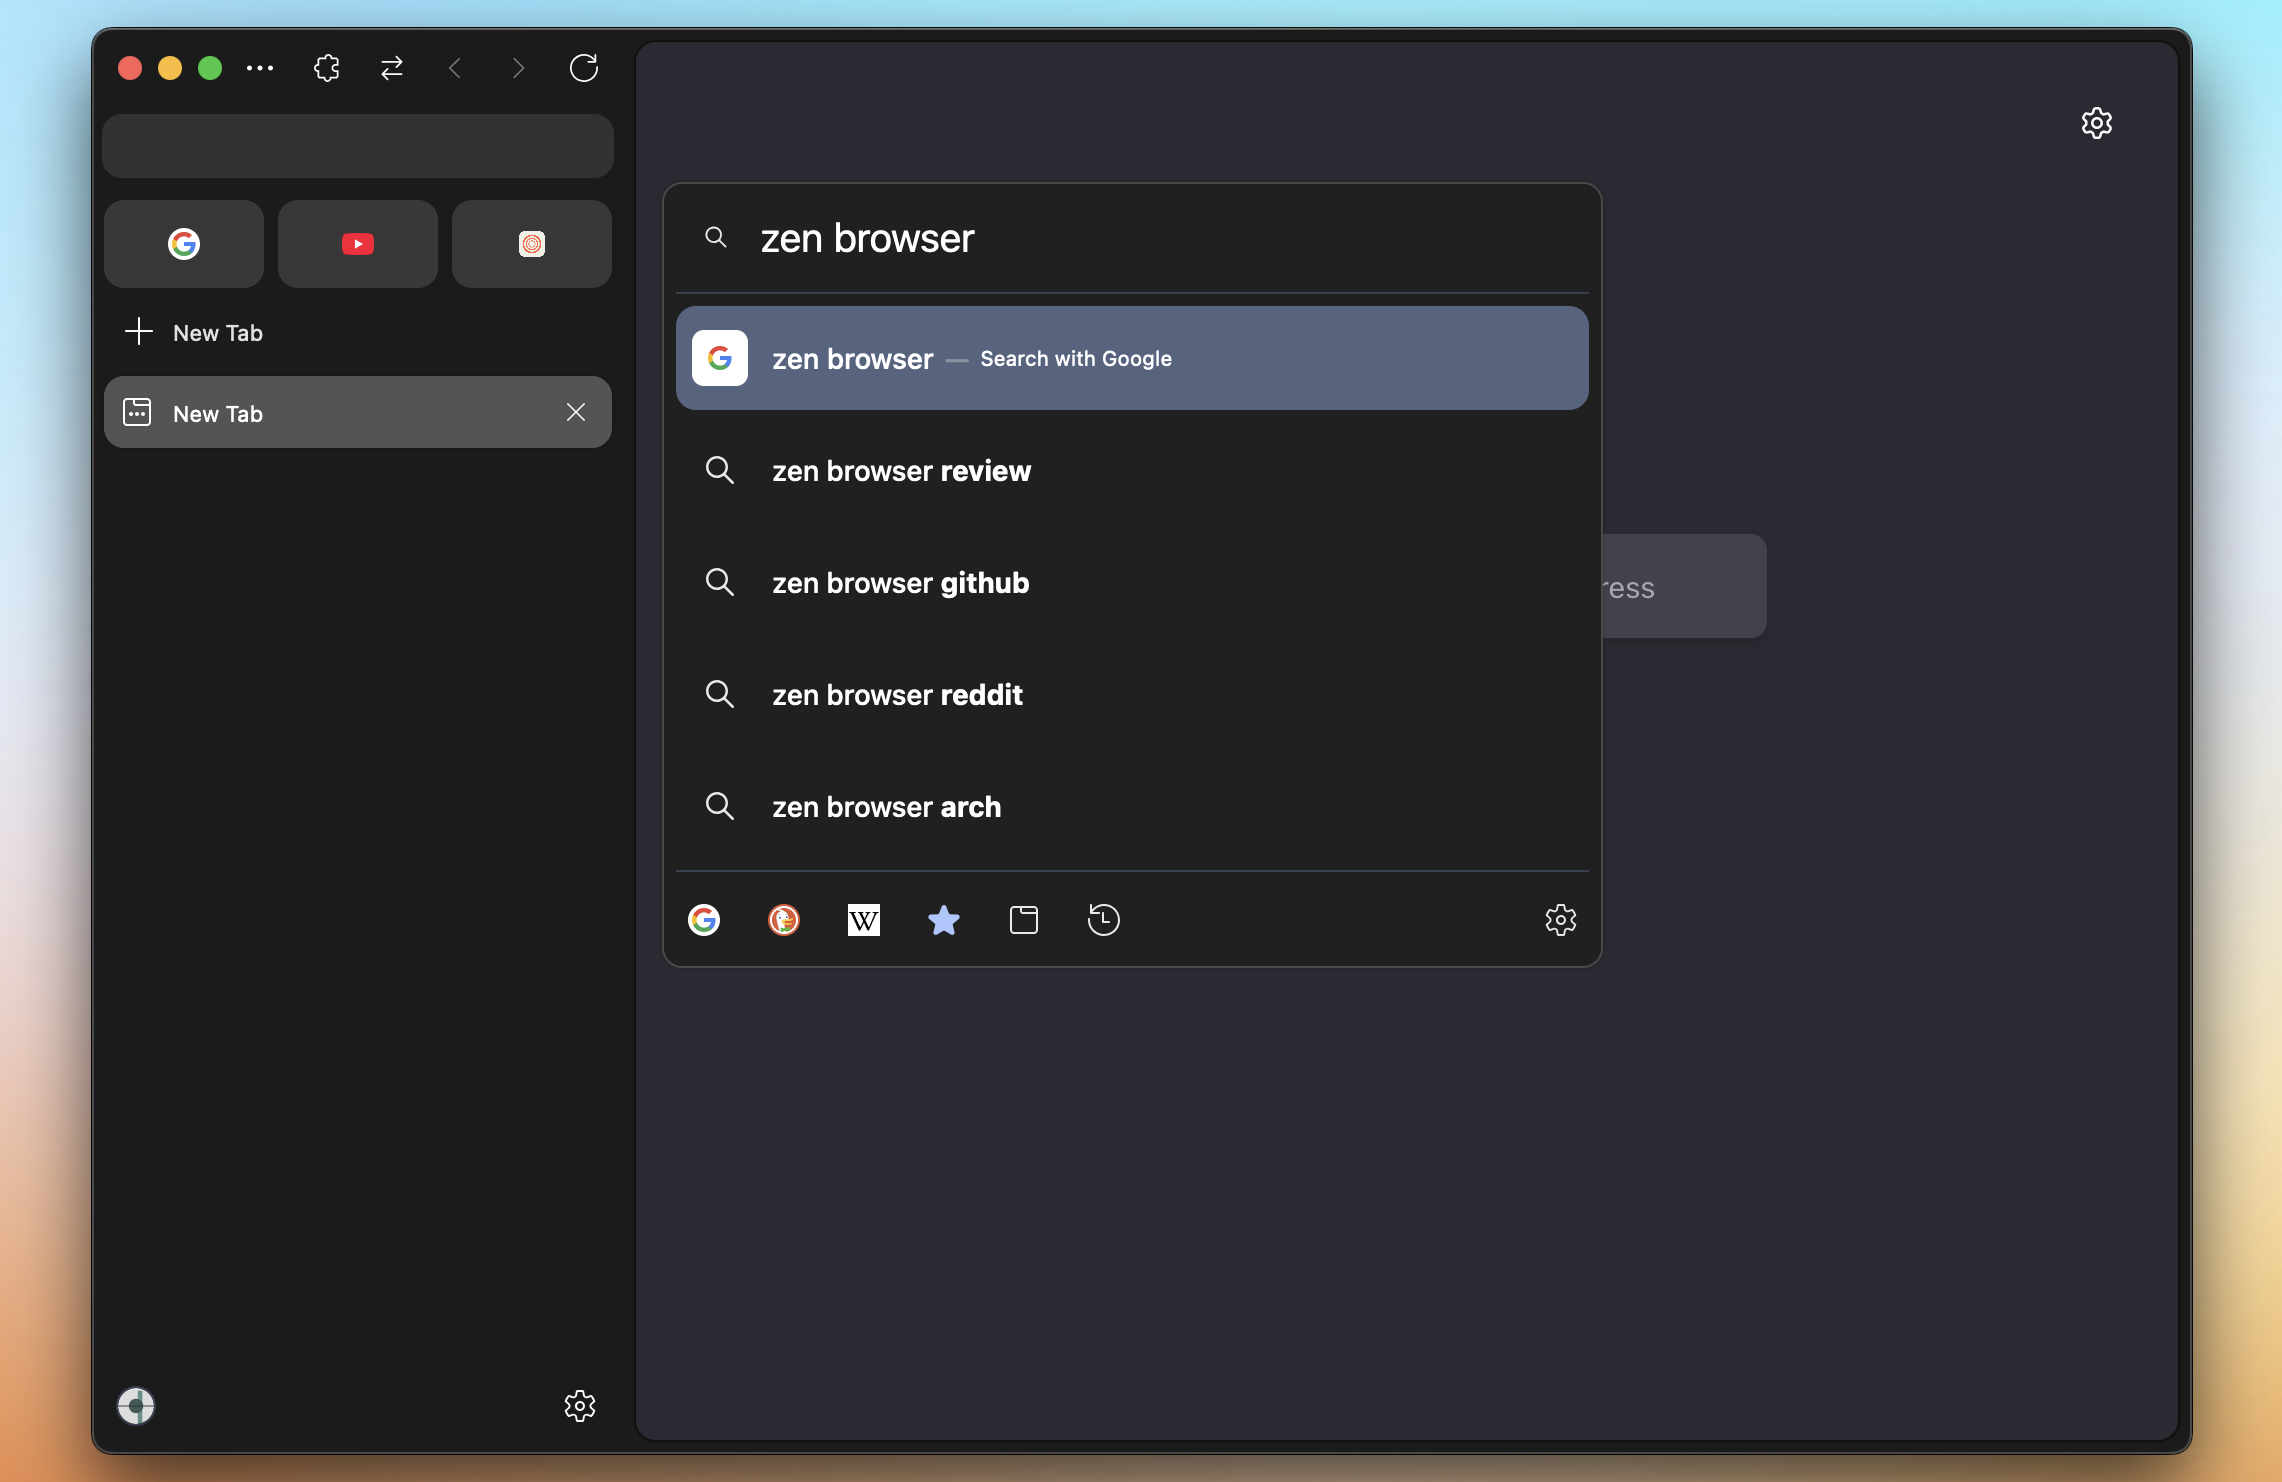 New Tab
New Tab
zen browser
zen browser — Search with Google
zen browser review
zen browser github
zen browser reddit
zen browser arch
ress
W